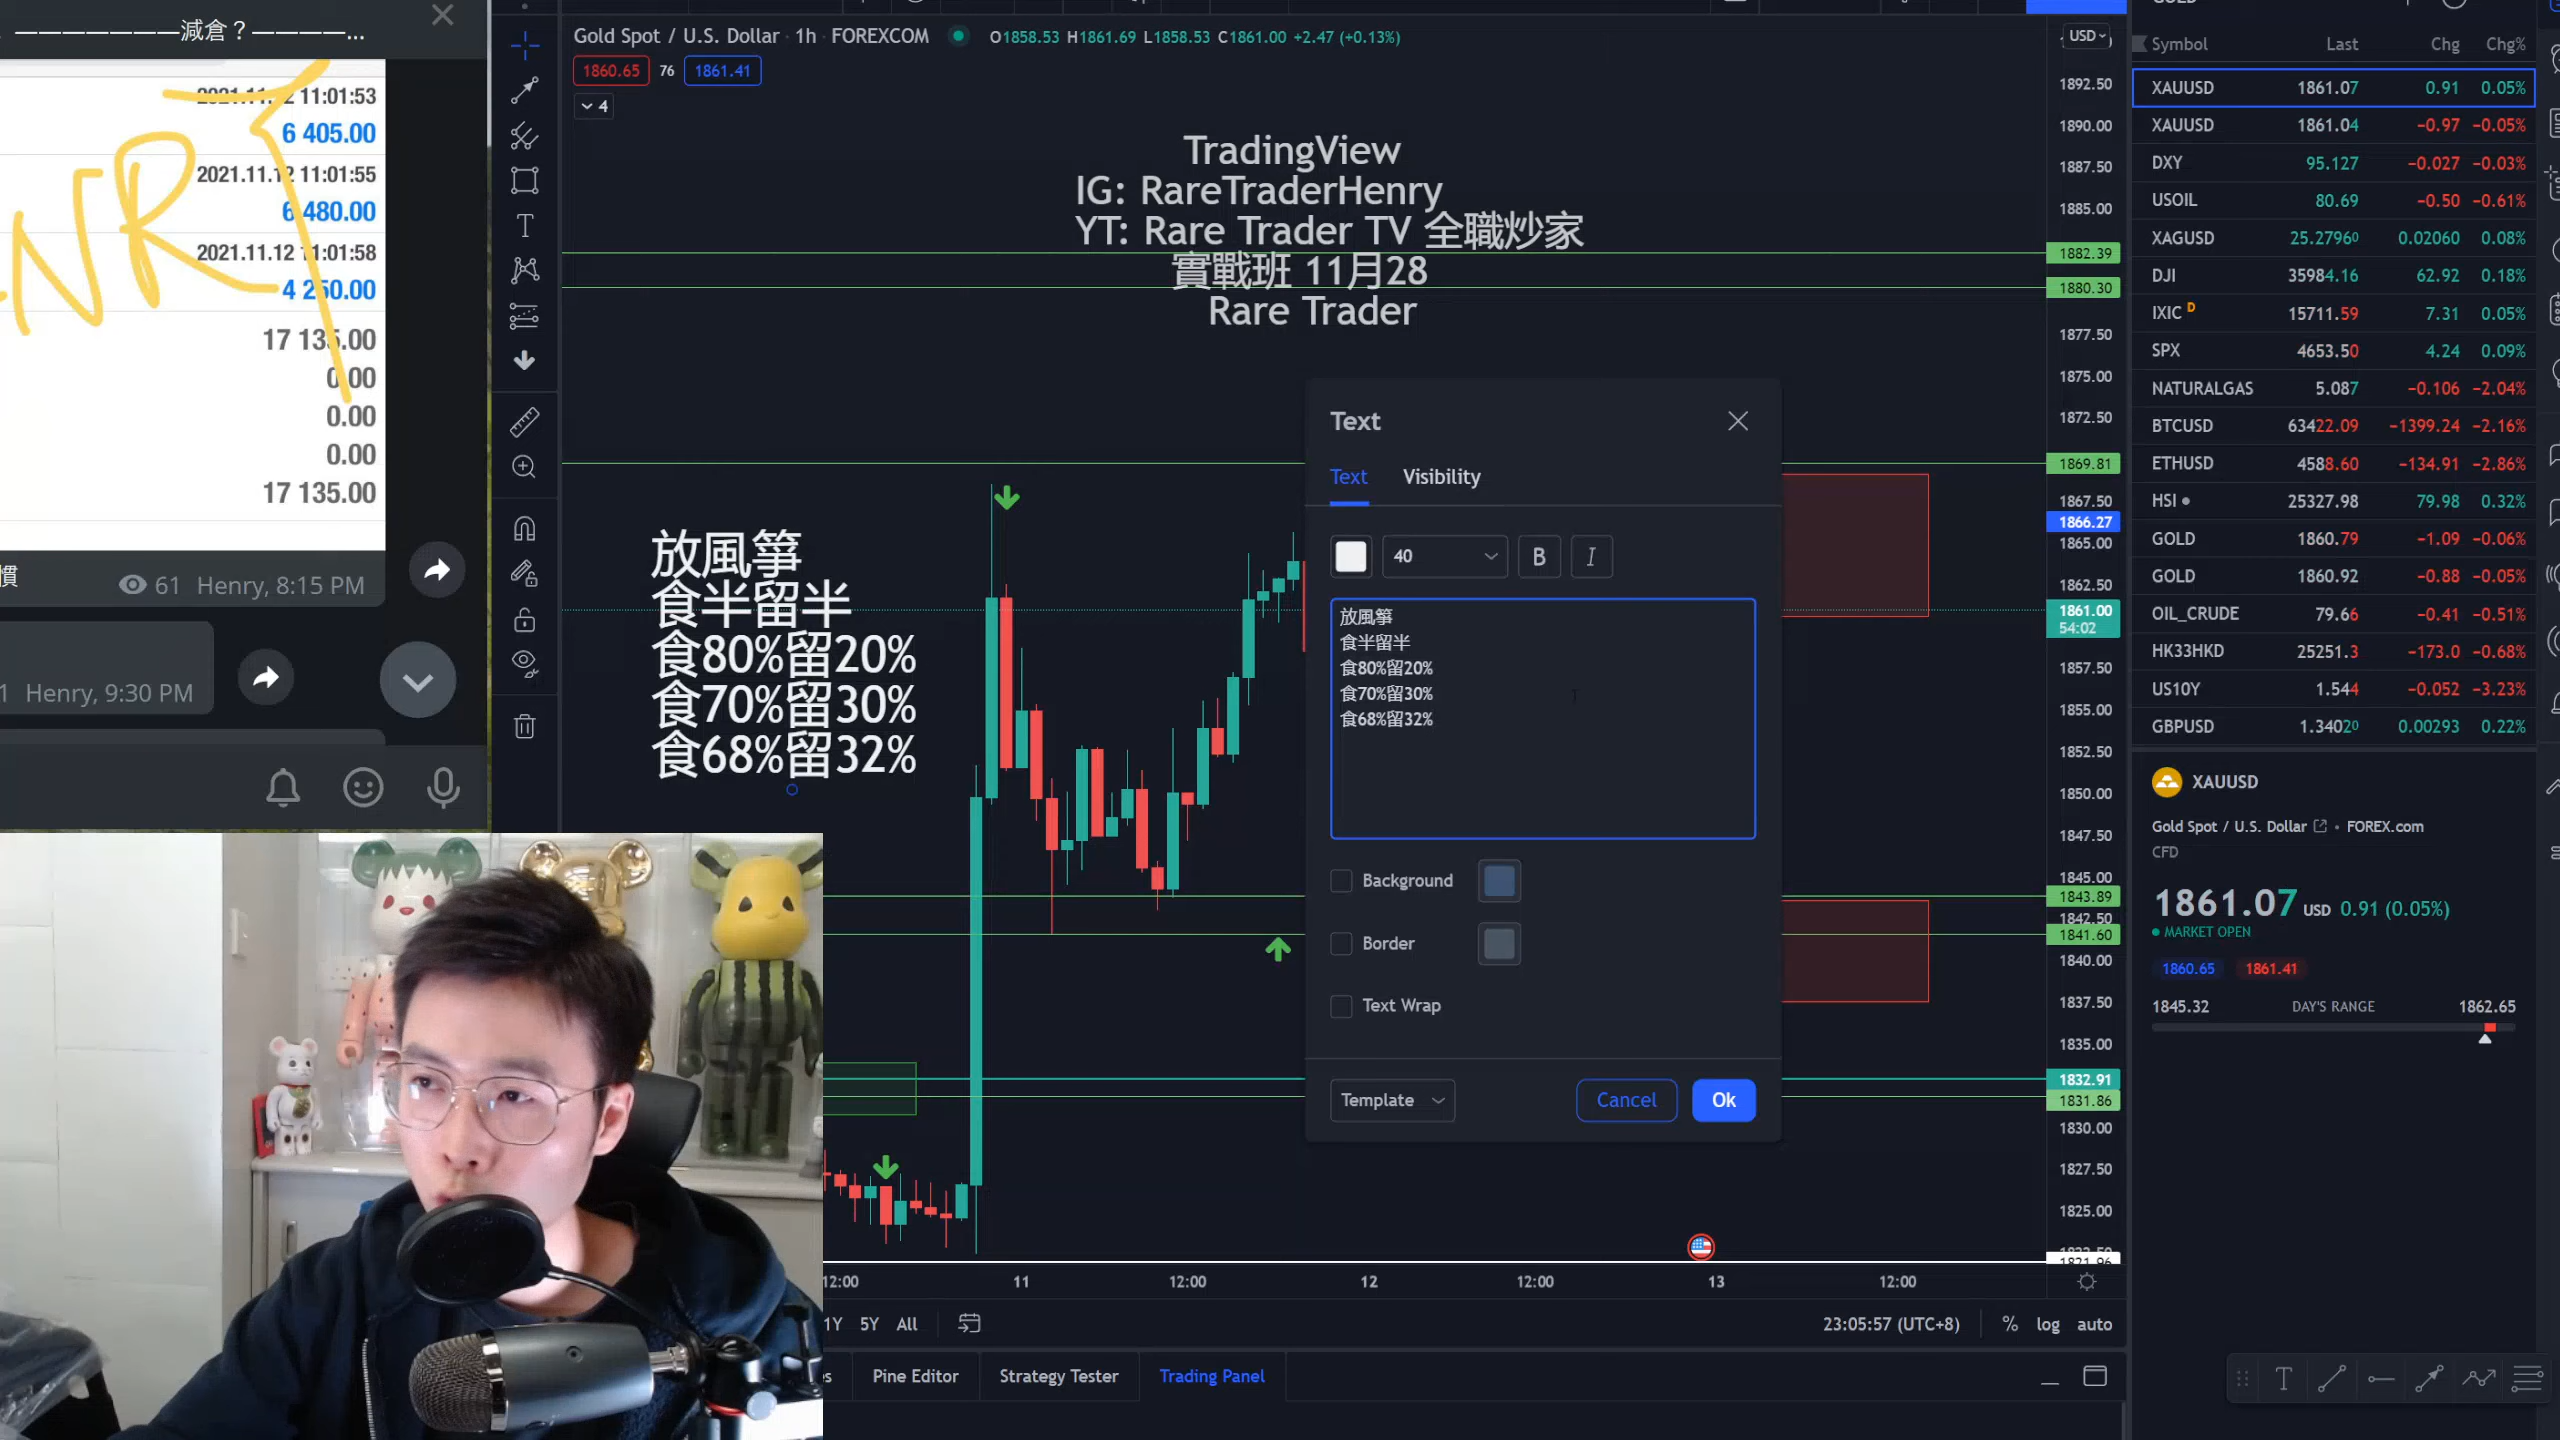 ————————減倉？————...
2021.11.12 11:01:53
6 405.00
2021.11.12 11:01:55
6 480.00
2021.11.12 11:01:58
4 250.00
17 135.00
0.00
0.00
0.00
17 135.00
NR
慣
61 Henry, 8:15 PM
Henry, 9:30 PM
Gold Spot / U.S. Dollar · 1h · FOREXCOM
O1858.53 H1861.69 L1858.53 C1861.00 +2.47 (+0.13%)
1860.65 76 1861.41
4
TradingView
IG: RareTraderHenry
YT: Rare Trader TV 全職炒家
實戰班 11月28
Rare Trader
放風箏
食半留半
食80%留20%
食70%留30%
食68%留32%
Text
Text Visibility
40 B I
放風箏
食半留半
食80%留20%
食70%留30%
食68%留32%
Background
Border
Text Wrap
Template Cancel Ok
USD
1892.50
1890.00
1887.50
1885.00
1882.39
1880.30
1877.50
1875.00
1872.50
1869.81
1867.50
1866.27
1865.00
1862.50
1861.00
54:02
1857.50
1855.00
1852.50
1850.00
1847.50
1845.00
1843.89
1842.50
1841.60
1840.00
1837.50
1835.00
1832.91
1831.86
1830.00
1827.50
1825.00
1821.96
12:00 11 12:00 12 12:00 13 12:00
1Y 5Y All
23:05:57 (UTC+8) % log auto
Pine Editor Strategy Tester Trading Panel
GOLD
Symbol Last Chg Chg%
XAUUSD 1861.07 0.91 0.05%
XAUUSD 1861.04 −0.97 −0.05%
DXY 95.127 −0.027 −0.03%
USOIL 80.69 −0.50 −0.61%
XAGUSD 25.27960 0.02060 0.08%
DJI 35984.16 62.92 0.18%
IXIC D 15711.59 7.31 0.05%
SPX 4653.50 4.24 0.09%
NATURALGAS 5.087 −0.106 −2.04%
BTCUSD 63422.09 −1399.24 −2.16%
ETHUSD 4588.60 −134.91 −2.86%
HSI 25327.98 79.98 0.32%
GOLD 1860.79 −1.09 −0.06%
GOLD 1860.92 −0.88 −0.05%
OIL_CRUDE 79.66 −0.41 −0.51%
HK33HKD 25251.3 −173.0 −0.68%
US10Y 1.544 −0.052 −3.23%
GBPUSD 1.34020 0.00293 0.22%
XAUUSD
Gold Spot / U.S. Dollar • FOREX.com
CFD
1861.07 USD 0.91 (0.05%)
MARKET OPEN
1860.65 1861.41
1845.32 DAY'S RANGE 1862.65